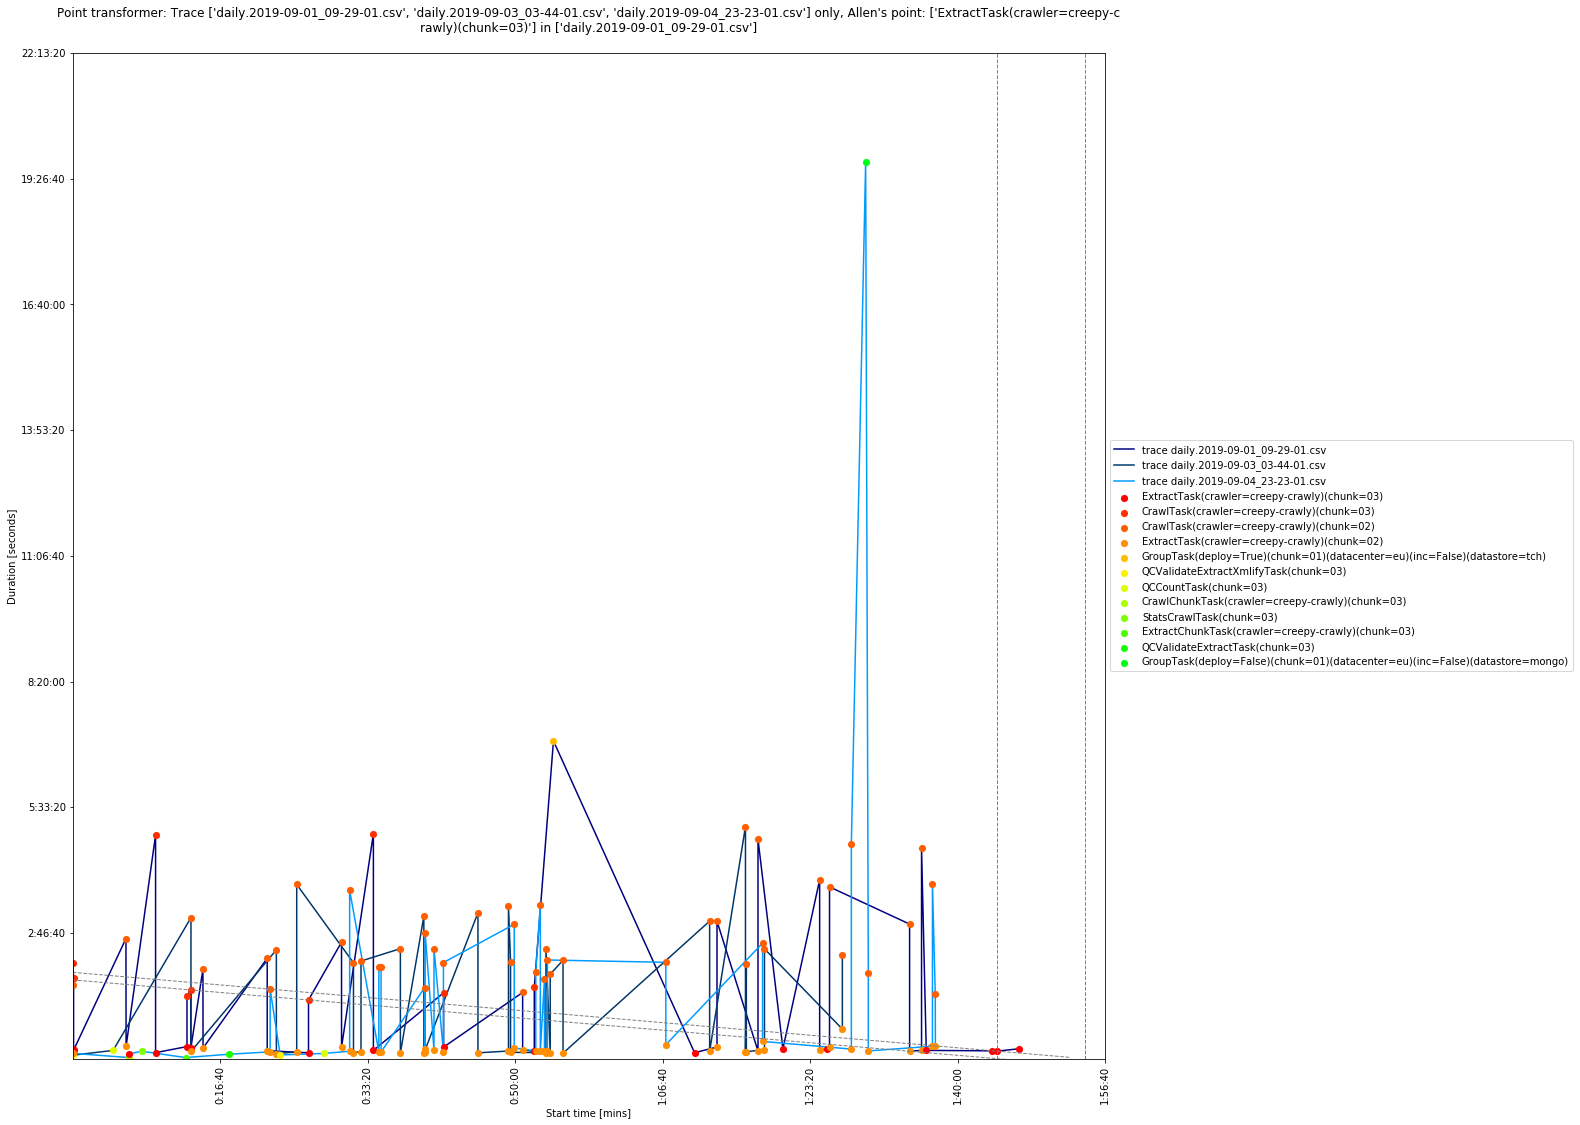 Point transformer: Trace ['daily.2019-09-01_09-29-01.csv', 'daily.2019-09-03_03-44-01.csv', 'daily.2019-09-04_23-23-01.csv'] only, Allen's point: ['ExtractTask(crawler=creepy-c
rawly)(chunk=03)'] in ['daily.2019-09-01_09-29-01.csv']
22:13:20
19:26:40
16:40:00
13:53:20
11:06:40
8:20:00
5:33:20
2:46:40
Duration [seconds]
0:16:40
0:33:20
0:50:00
1:06:40
1:23:20
1:40:00
1:56:40
Start time [mins]
trace daily.2019-09-01_09-29-01.csv
trace daily.2019-09-03_03-44-01.csv
trace daily.2019-09-04_23-23-01.csv
ExtractTask(crawler=creepy-crawly)(chunk=03)
CrawlTask(crawler=creepy-crawly)(chunk=03)
CrawlTask(crawler=creepy-crawly)(chunk=02)
ExtractTask(crawler=creepy-crawly)(chunk=02)
GroupTask(deploy=True)(chunk=01)(datacenter=eu)(inc=False)(datastore=tch)
QCValidateExtractXmlifyTask(chunk=03)
QCCountTask(chunk=03)
CrawlChunkTask(crawler=creepy-crawly)(chunk=03)
StatsCrawlTask(chunk=03)
ExtractChunkTask(crawler=creepy-crawly)(chunk=03)
QCValidateExtractTask(chunk=03)
GroupTask(deploy=False)(chunk=01)(datacenter=eu)(inc=False)(datastore=mongo)